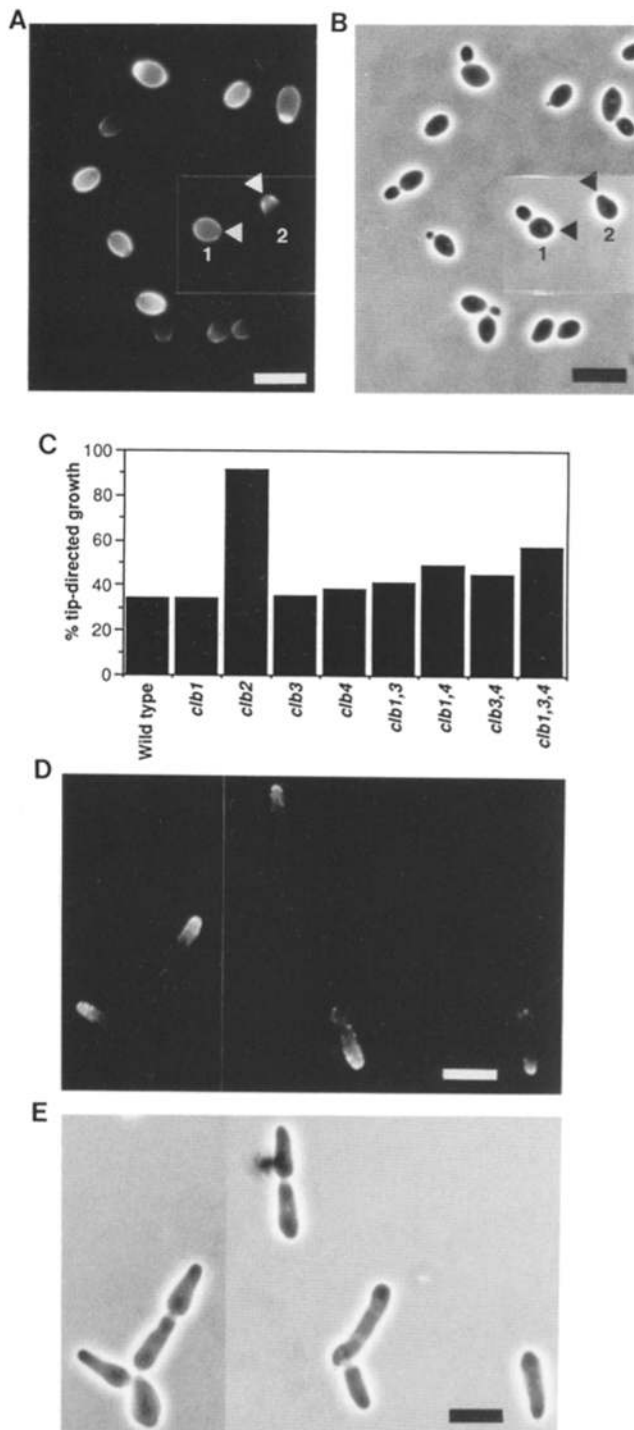 A
B
1
2
1
2
C
100
80
60
40
20
0
% tip-directed growth
Wild type
clb1
clb2
clb3
clb4
clb1,3
clb1,4
clb3,4
clb1,3,4
D
E